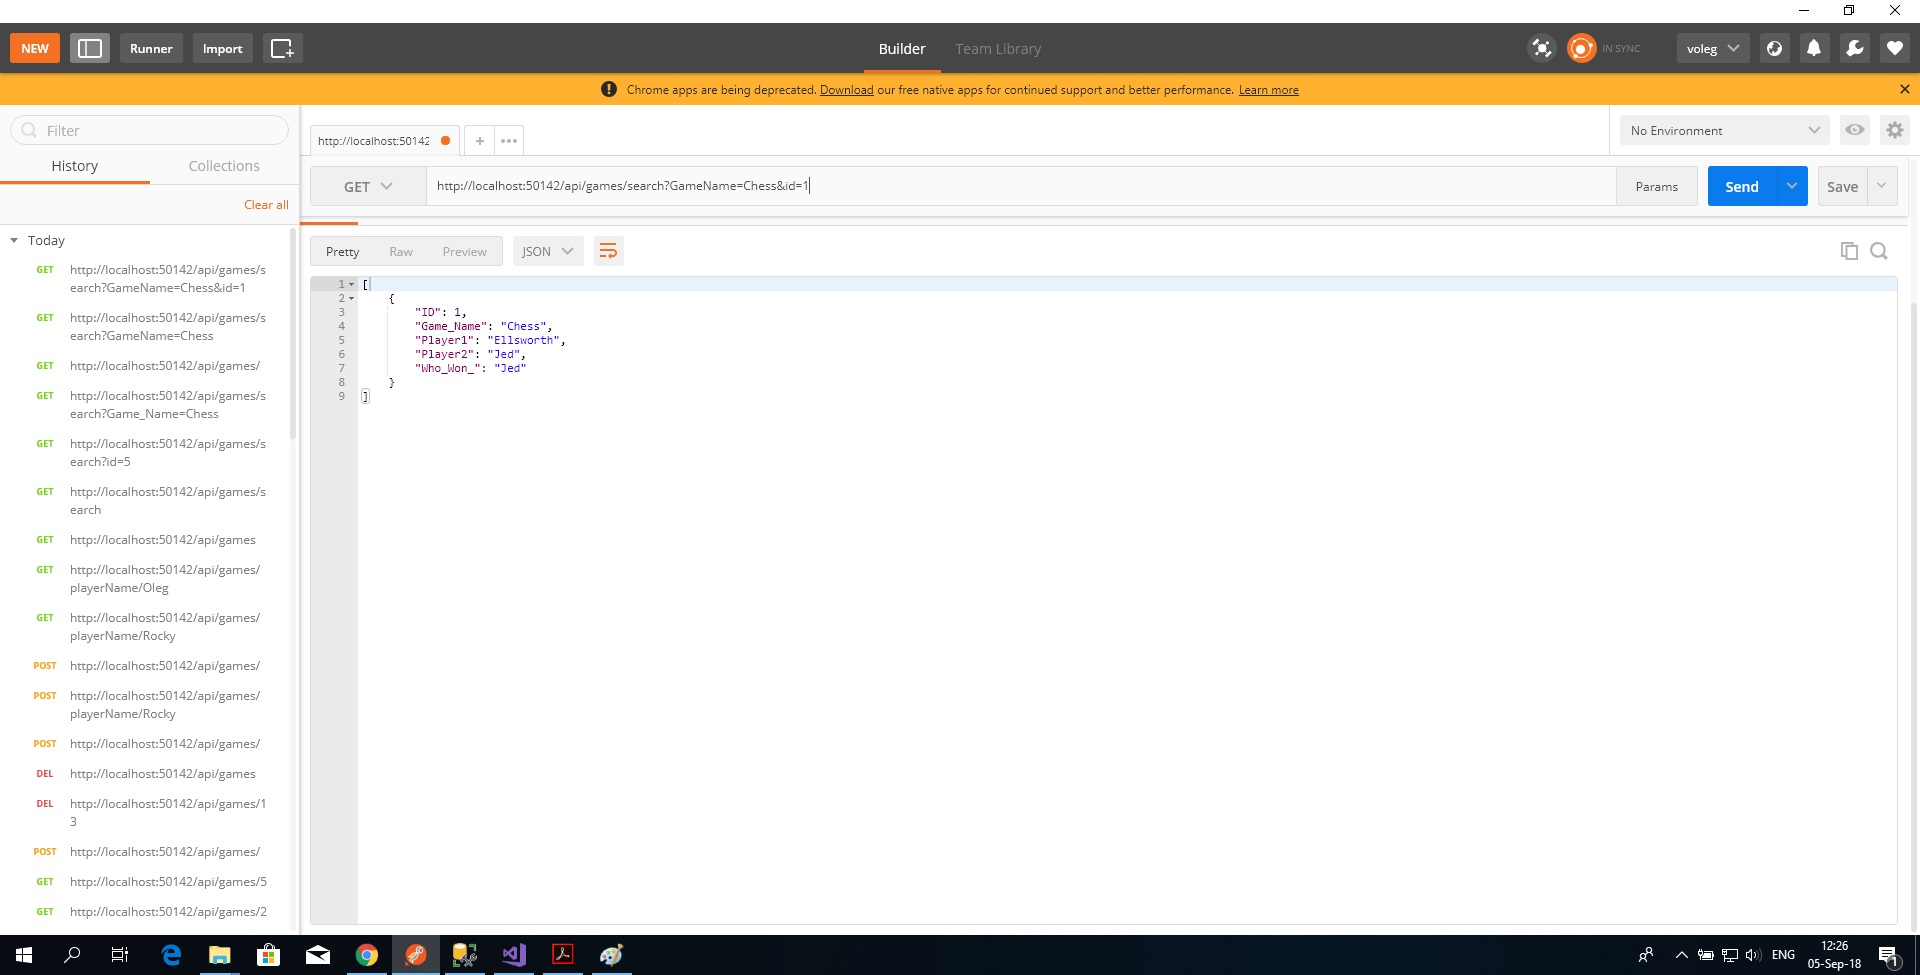 NEW
Runner
Import
Builder
Team Library
IN SYNC
voleg
Chrome apps are being deprecated. Download our free native apps for continued support and better performance. Learn more
Filter
History
Collections
Clear all
Today
GET http://localhost:50142/api/games/s
earch?GameName=Chess&id=1
GET http://localhost:50142/api/games/s
earch?GameName=Chess
GET http://localhost:50142/api/games/
GET http://localhost:50142/api/games/s
earch?Game_Name=Chess
GET http://localhost:50142/api/games/s
earch?id=5
GET http://localhost:50142/api/games/s
earch
GET http://localhost:50142/api/games
GET http://localhost:50142/api/games/
playerName/Oleg
GET http://localhost:50142/api/games/
playerName/Rocky
POST http://localhost:50142/api/games/
POST http://localhost:50142/api/games/
playerName/Rocky
POST http://localhost:50142/api/games/
DEL http://localhost:50142/api/games
DEL http://localhost:50142/api/games/1
3
POST http://localhost:50142/api/games/
GET http://localhost:50142/api/games/5
GET http://localhost:50142/api/games/2
http://localhost:50142
No Environment
GET
http://localhost:50142/api/games/search?GameName=Chess&id=1
Params
Send
Save
Pretty
Raw
Preview
JSON
1 [
2 {
3 "ID": 1,
4 "Game_Name": "Chess",
5 "Player1": "Ellsworth",
6 "Player2": "Jed",
7 "Who_Won_": "Jed"
8 }
9 ]
ENG
12:26
05-Sep-18
1